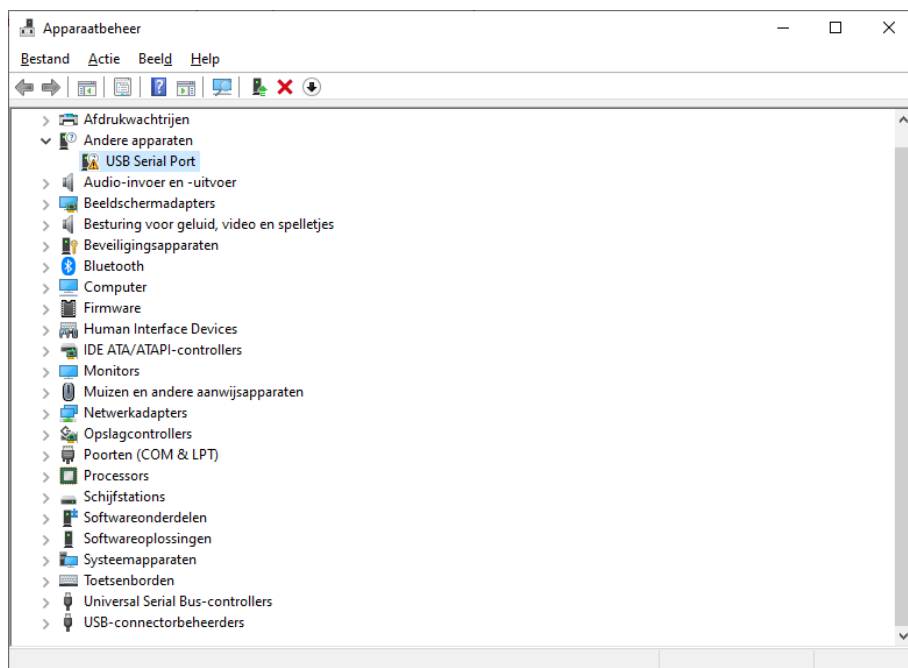 Apparaatbeheer
Bestand Actie Beeld Help
Afdrukwachtrijen
Andere apparaten
USB Serial Port
Audio-invoer en -uitvoer
Beeldschermadapters
Besturing voor geluid, video en spelletjes
Beveiligingsapparaten
Bluetooth
Computer
Firmware
Human Interface Devices
IDE ATA/ATAPI-controllers
Monitors
Muizen en andere aanwijsapparaten
Netwerkadapters
Opslagcontrollers
Poorten (COM & LPT)
Processors
Schijfstations
Softwareonderdelen
Softwareoplossingen
Systeemapparaten
Toetsenborden
Universal Serial Bus-controllers
USB-connectorbeheerders